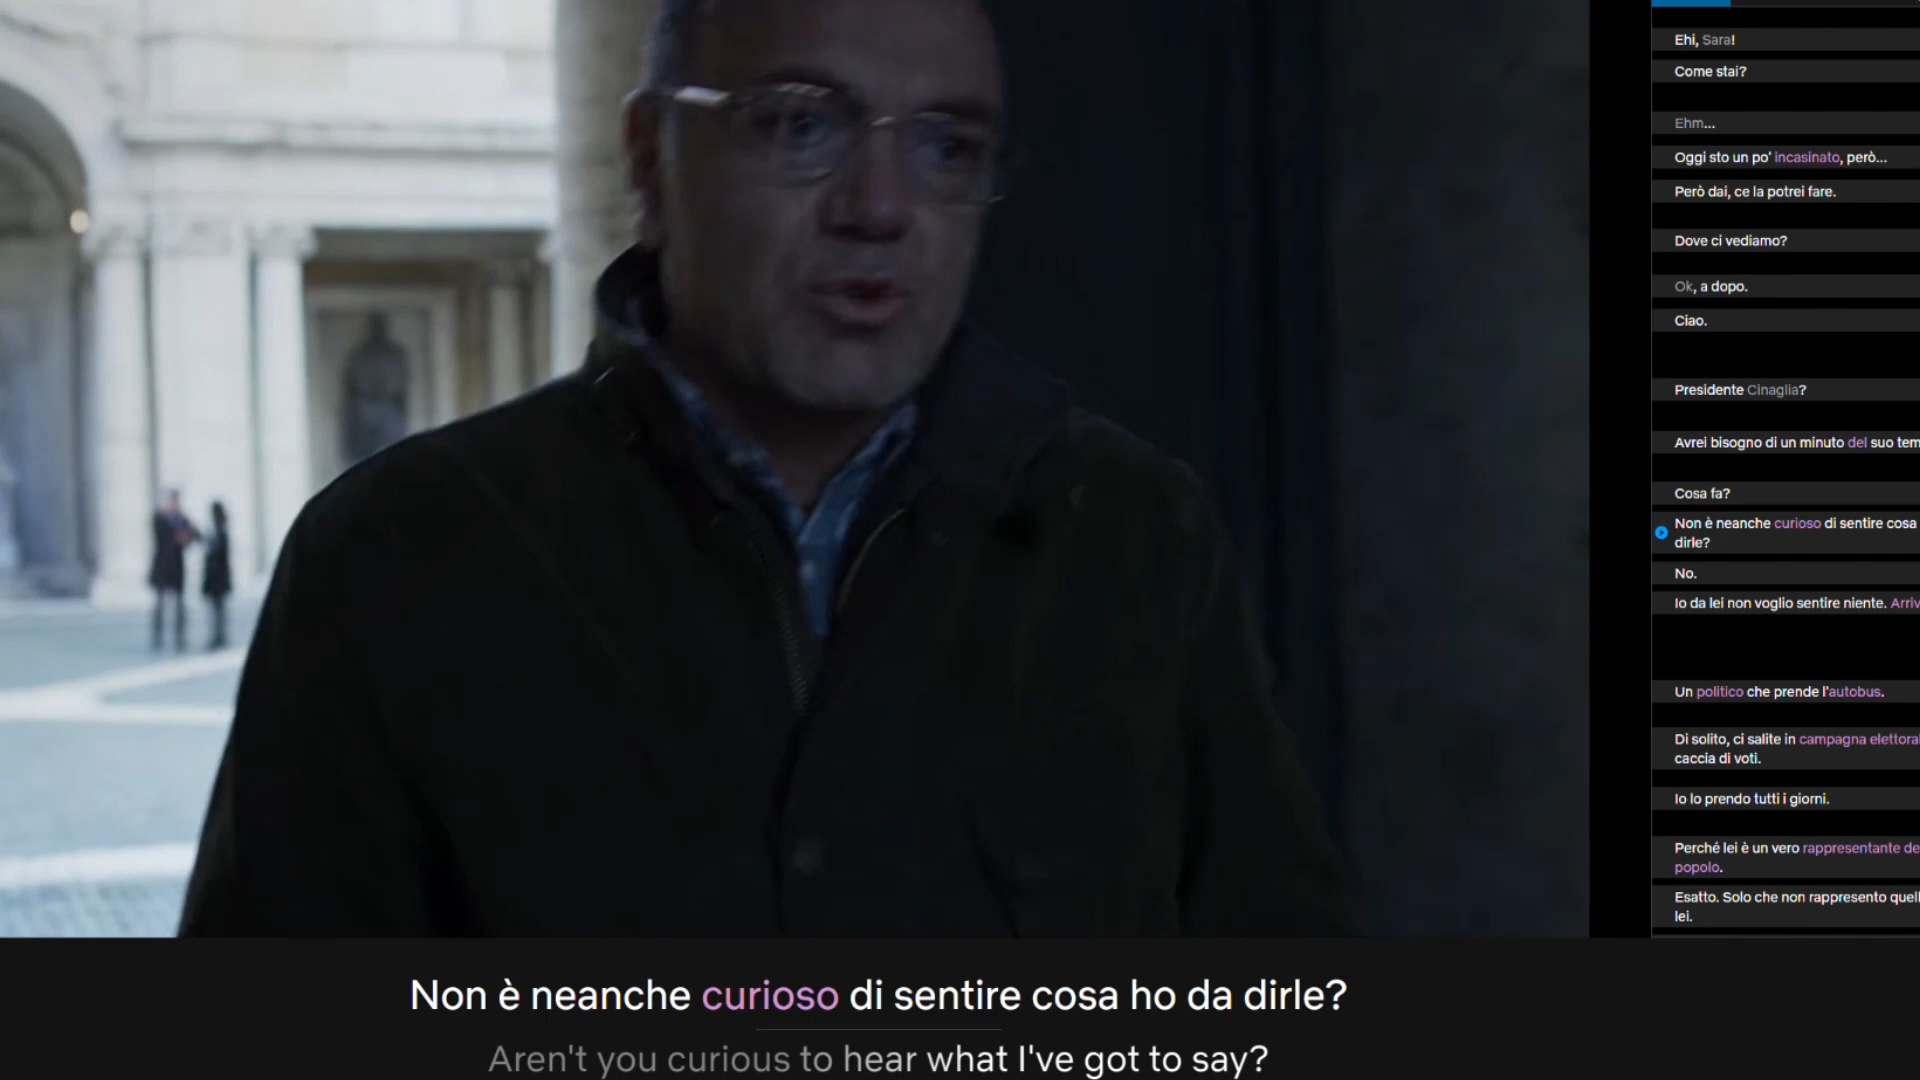 Ehi, Sara!
Come stai?
Ehm...
Oggi sto un po' incasinato, però...
Però dai, ce la potrei fare.
Dove ci vediamo?
Ok, a dopo.
Ciao.
Presidente Cinaglia?
Avrei bisogno di un minuto del suo tem
Cosa fa?
Non è neanche curioso di sentire cosa
dirle?
No.
Io da lei non voglio sentire niente. Arriv
Un politico che prende l'autobus.
Di solito, ci salite in campagna elettoral
caccia di voti.
Io lo prendo tutti i giorni.
Perché lei è un vero rappresentante de
popolo.
Esatto. Solo che non rappresento quell
lei.
Non è neanche curioso di sentire cosa ho da dirle?
Aren't you curious to hear what I've got to say?